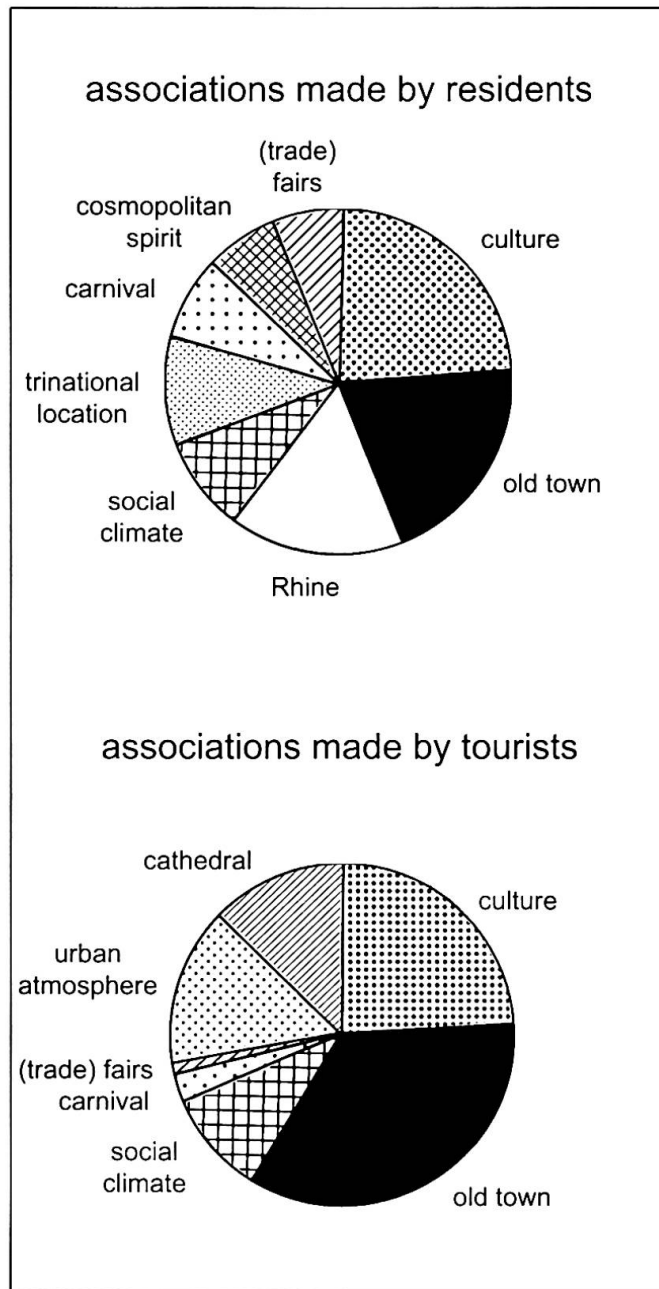 associations made by residents
(trade)
fairs
cosmopolitan
spirit
culture
carnival
trinational
location
old town
social
climate
Rhine
associations made by tourists
cathedral
culture
urban
atmosphere
(trade) fairs
carnival
social
climate
old town